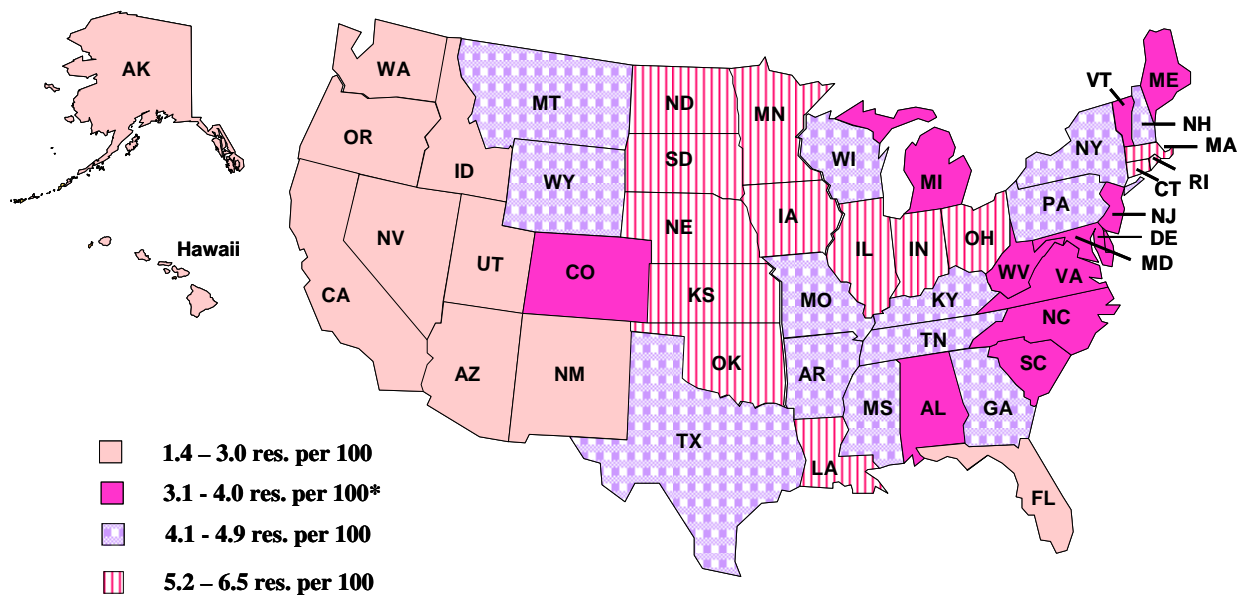 AK
WA
MT
ND
MN
VT
ME
OR
ID
WY
SD
WI
NY
NH
MA
MI
RI
CT
PA
NE
IA
NJ
DE
MD
Hawaii
NV
UT
CO
IL
IN
OH
WV
VA
CA
KS
MO
KY
NC
TN
AZ
NM
OK
AR
SC
MS
AL
GA
TX
LA
FL
1.4 – 3.0 res. per 100
3.1 - 4.0 res. per 100*
4.1 - 4.9 res. per 100
5.2 – 6.5 res. per 100